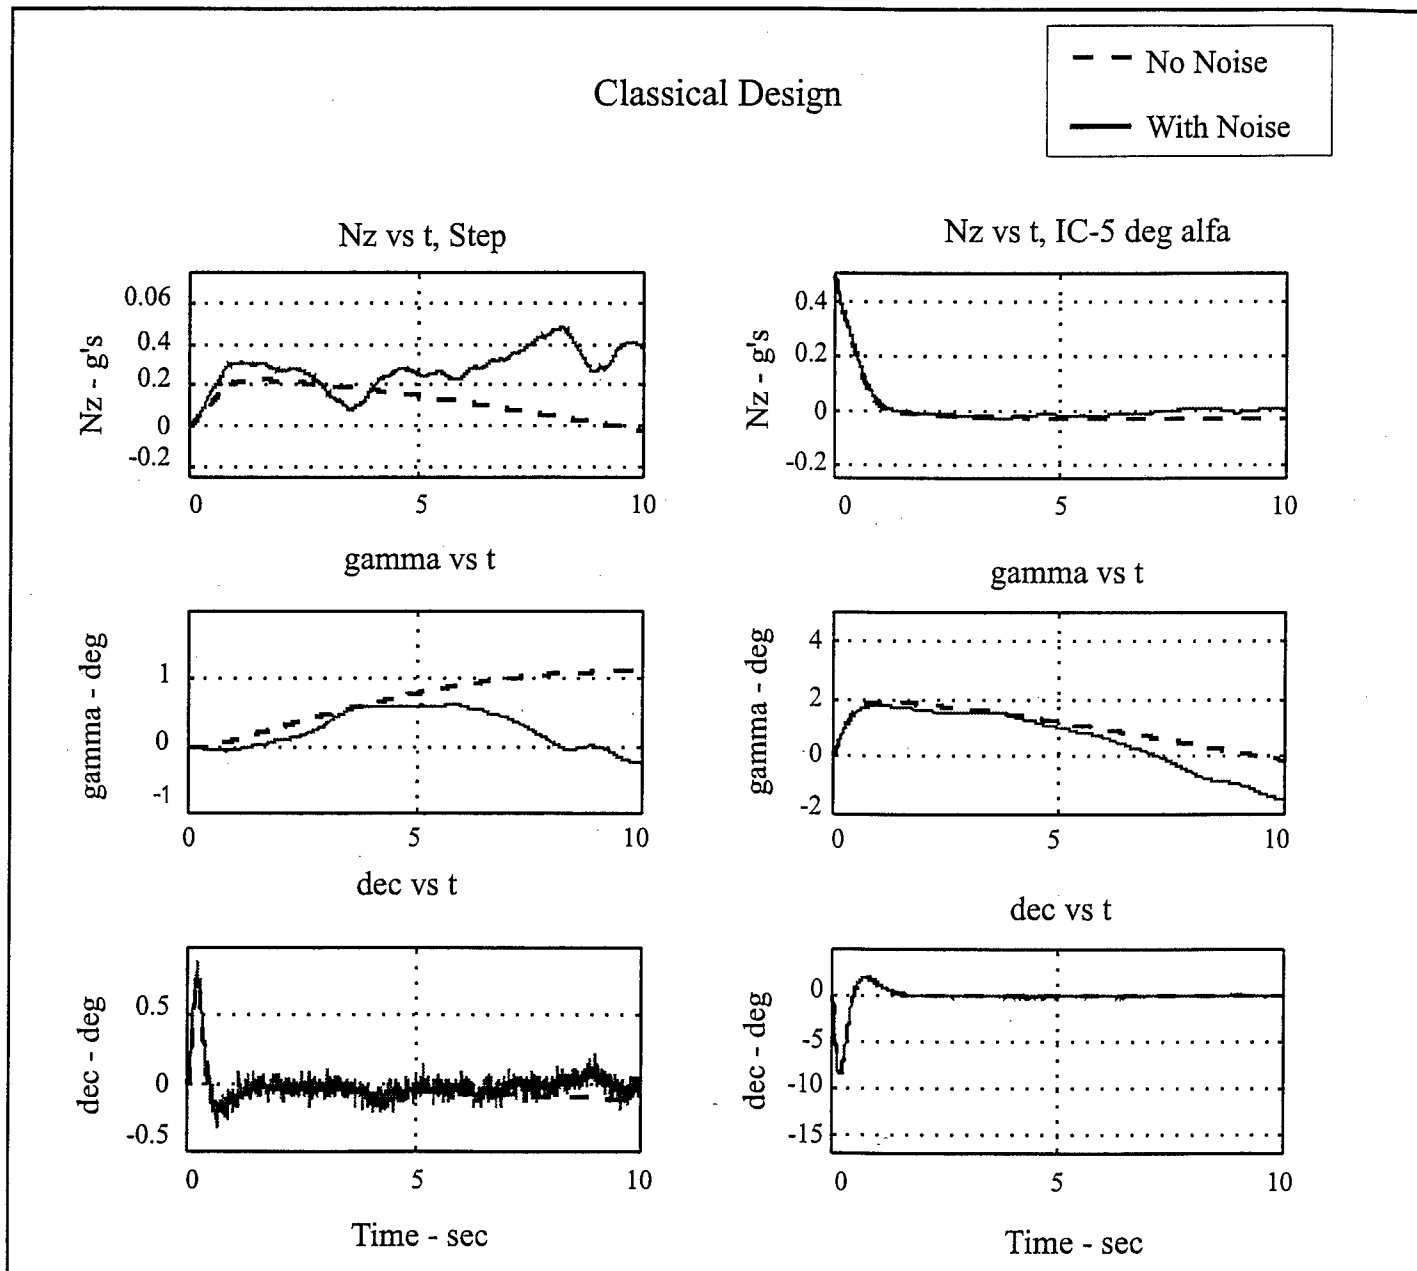 No Noise
Classical Design
With Noise
Nz vs t, Step
0.06
0.4
0.2
0
-0.2
Nz - g's
0
5
10
Nz vs t, IC-5 deg alfa
0.4
0.2
0
-0.2
Nz - g's
0
5
10
gamma vs t
1
0
-1
gamma - deg
0
5
10
gamma vs t
4
2
0
-2
gamma - deg
0
5
10
dec vs t
0.5
0
-0.5
dec - deg
0
5
10
Time - sec
dec vs t
0
-5
-10
-15
dec - deg
0
5
10
Time - sec